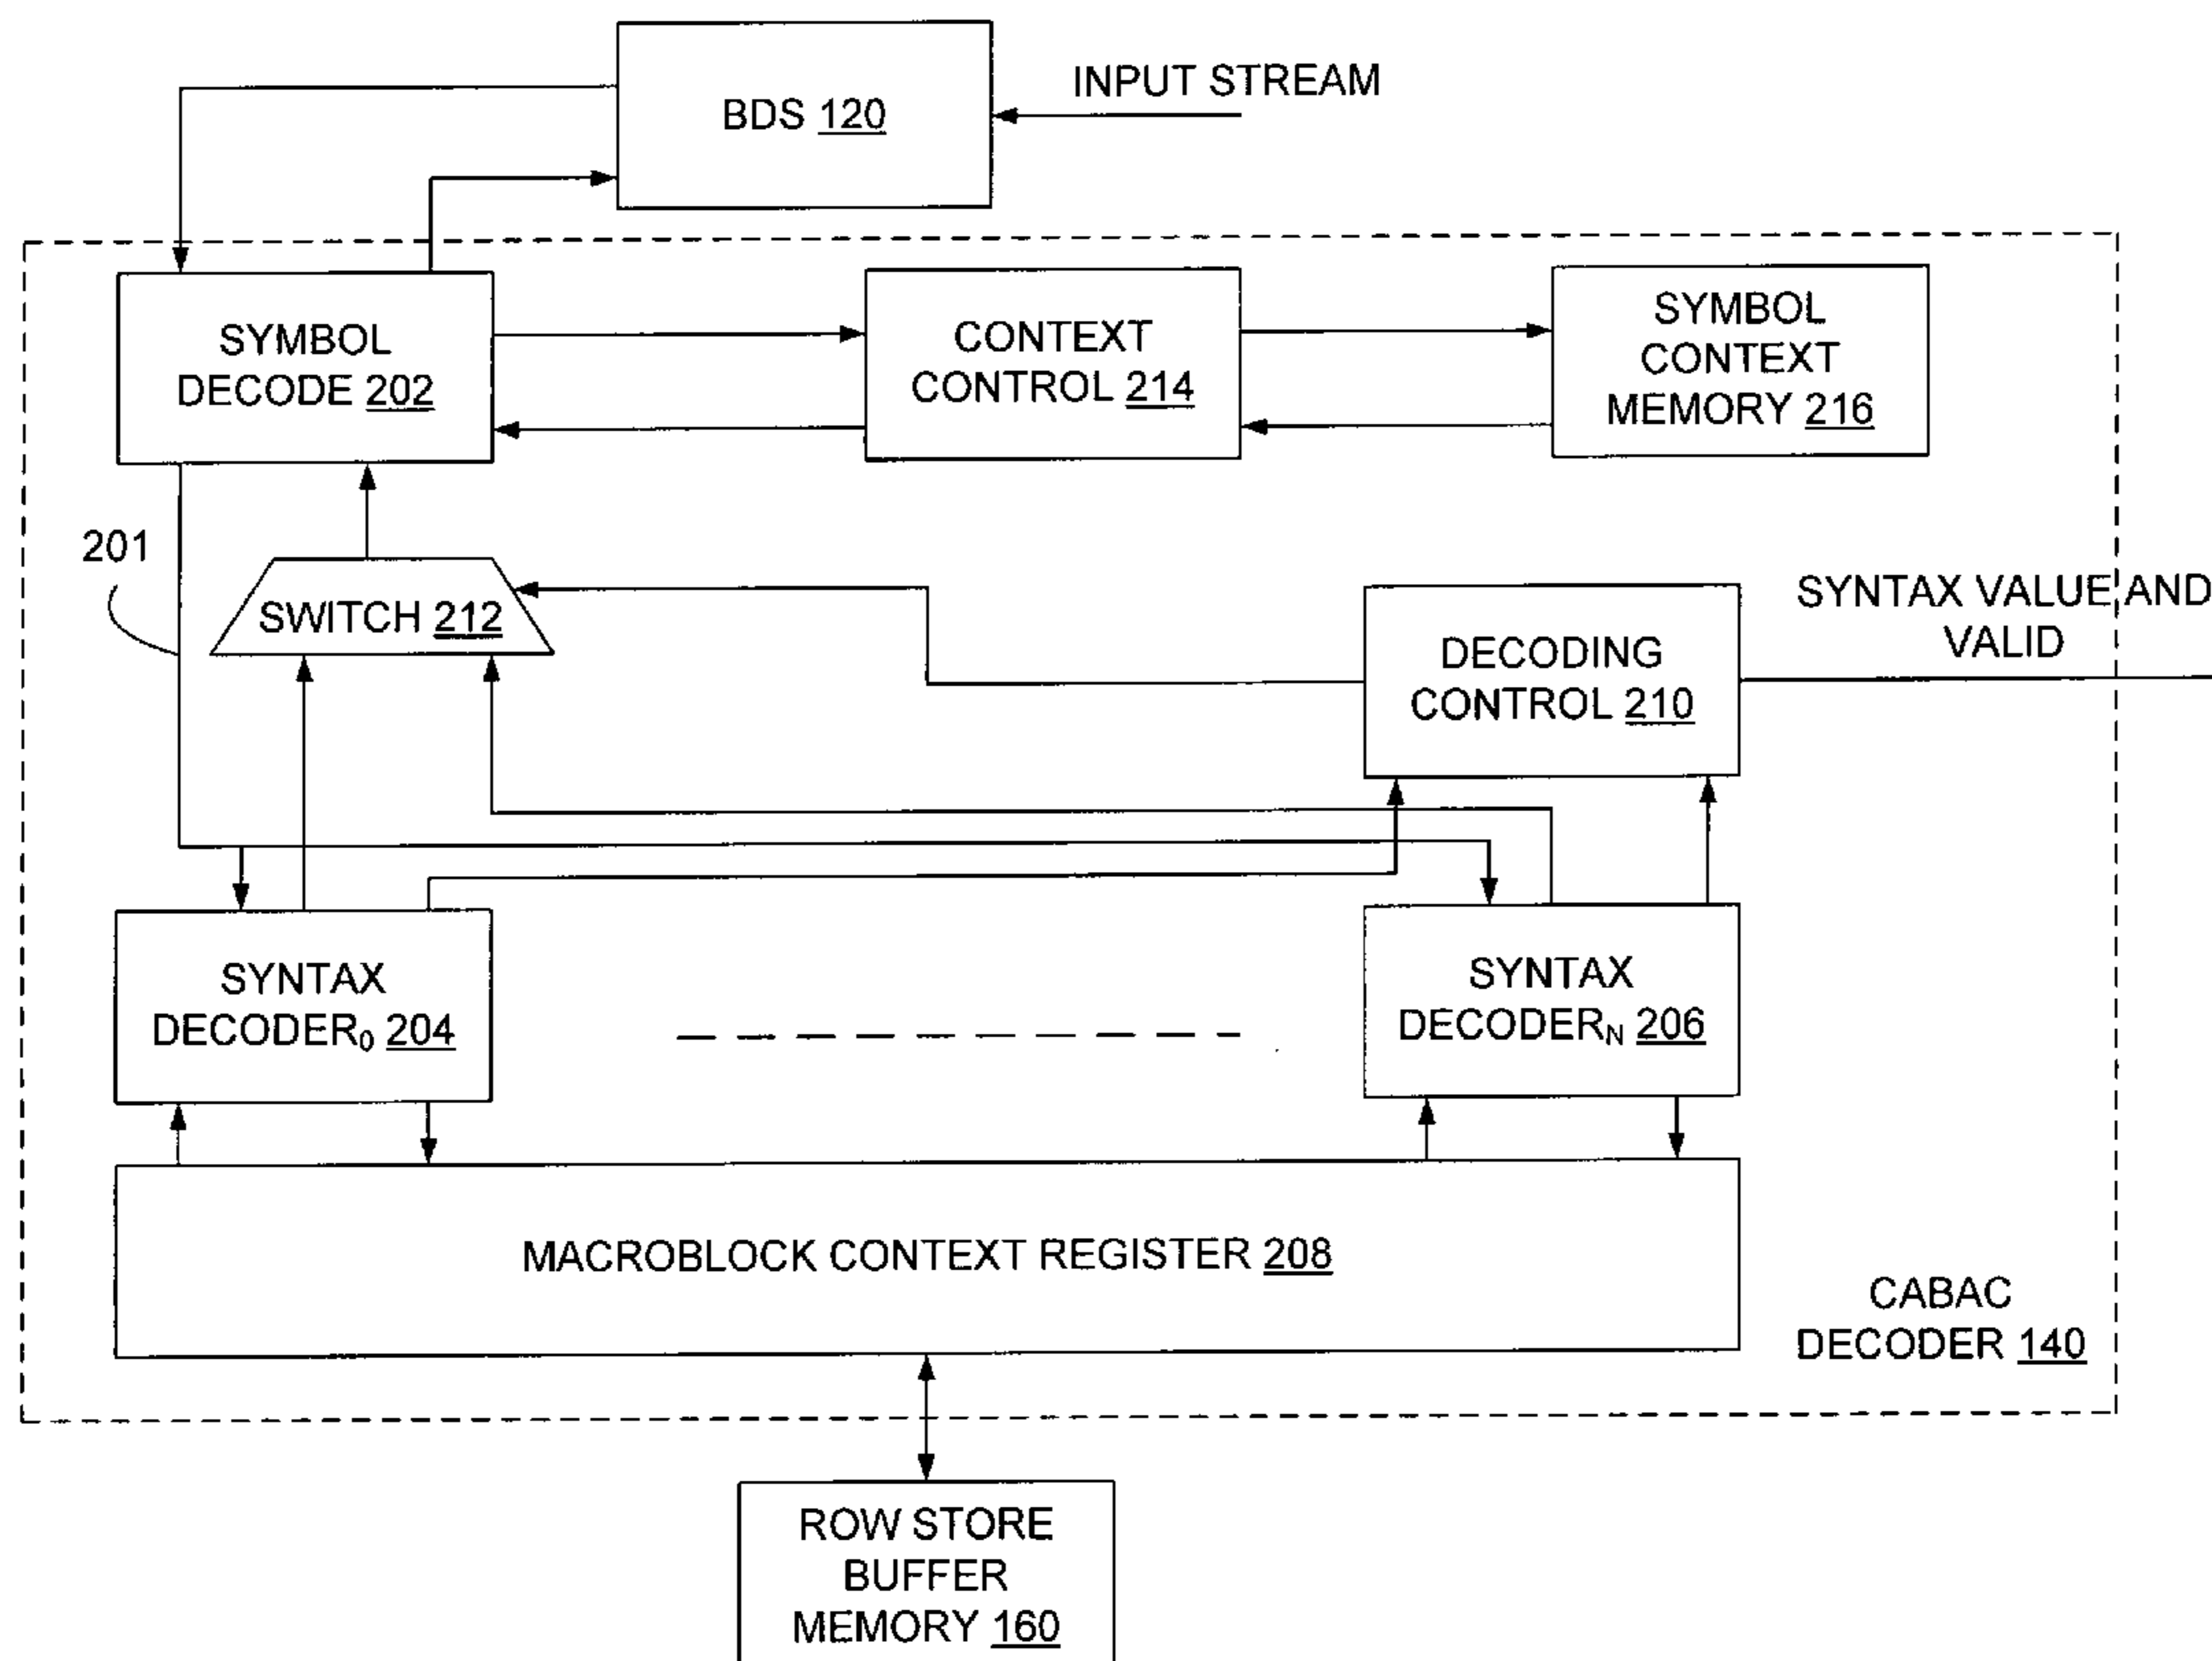 INPUT STREAM
BDS 120
SYMBOL
DECODE 202
CONTEXT
CONTROL 214
SYMBOL
CONTEXT
MEMORY 216
201
SWITCH 212
DECODING
CONTROL 210
SYNTAX VALUE AND
VALID
SYNTAX
DECODER₀ 204
SYNTAX
DECODERN 206
MACROBLOCK CONTEXT REGISTER 208
CABAC
DECODER 140
ROW STORE
BUFFER
MEMORY 160